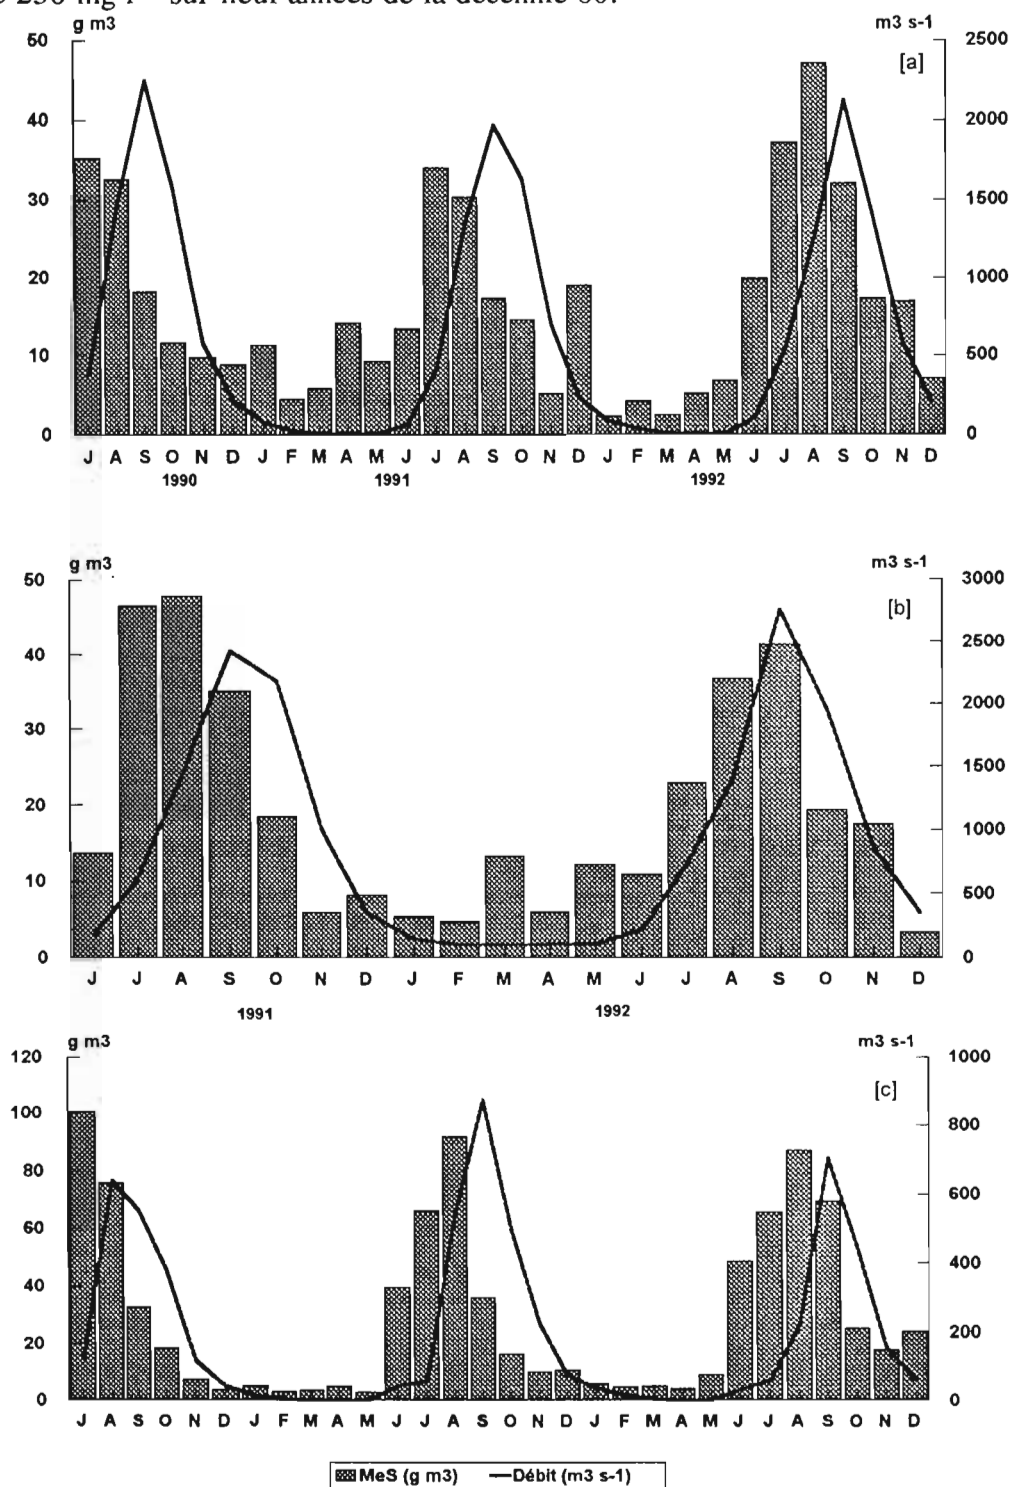 g m3 m3 s-1
[a]
50 2500
40 2000
30 1500
20 1000
10 500
0 0
J A S O N D J F M A M J J A S O N D J F M A M J J A S O N D
1990 1991 1992
g m3 m3 s-1
[b]
50 3000
40 2500
30 2000
20 1500
10 1000
0 500
0
J J A S O N D J F M A M J J A S O N D
1991 1992
g m3 m3 s-1
[c]
120 1000
100 800
80 600
60 400
40 200
20 0
0
J A S O N D J F M A M J J A S O N D J F M A M J J A S O N D
MeS (g m3) Débit (m3 s-1)